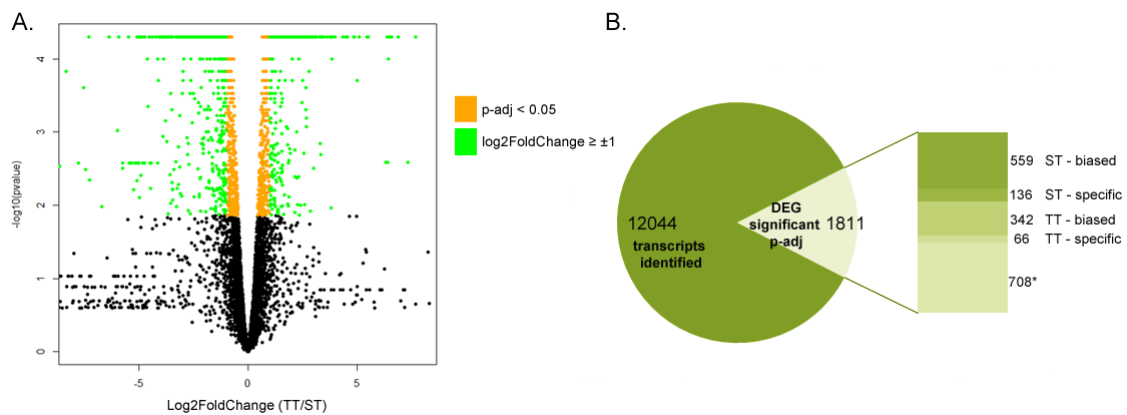 A.
4
3
2
1
0
-log10(pvalue)
-5
0
5
Log2FoldChange (TT/ST)
p-adj < 0.05
log2FoldChange ≥ ±1
B.
12044
transcripts
identified
DEG
significant
p-adj
1811
559 ST - biased
136 ST - specific
342 TT - biased
66 TT - specific
708*